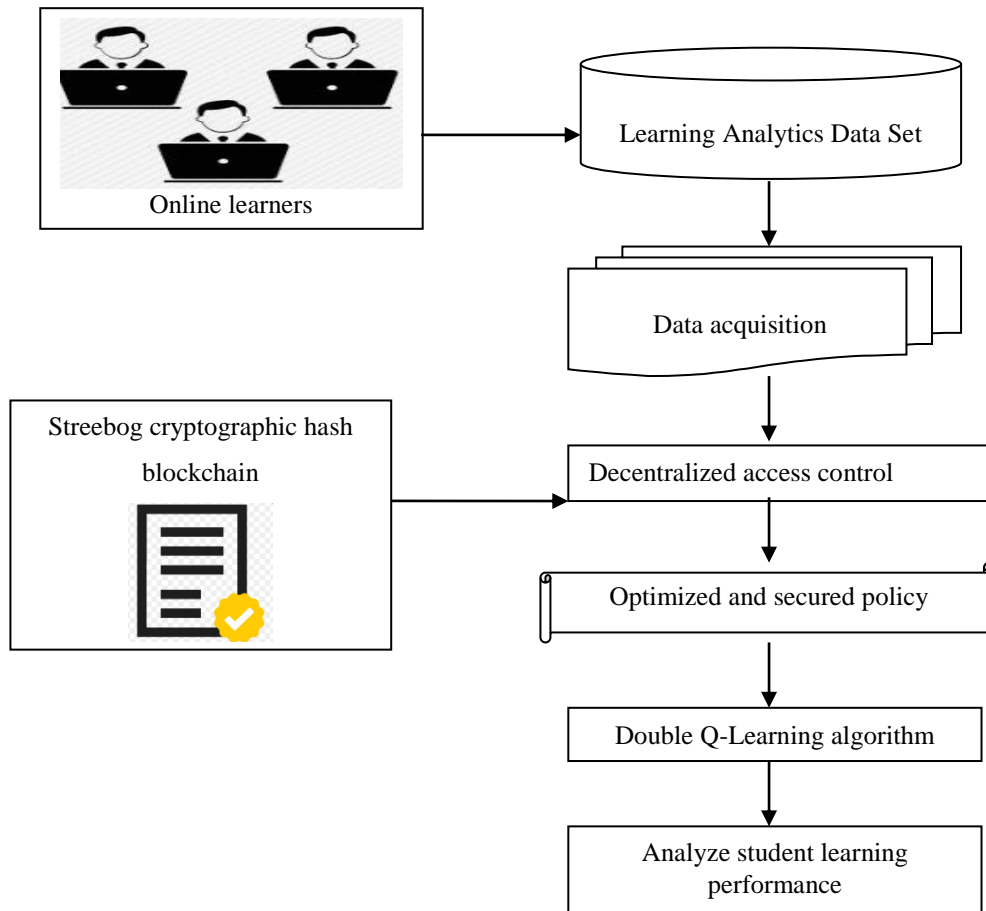 Online learners
Learning Analytics Data Set
Data acquisition
Streebog cryptographic hash
blockchain
Decentralized access control
Optimized and secured policy
Double Q-Learning algorithm
Analyze student learning
performance